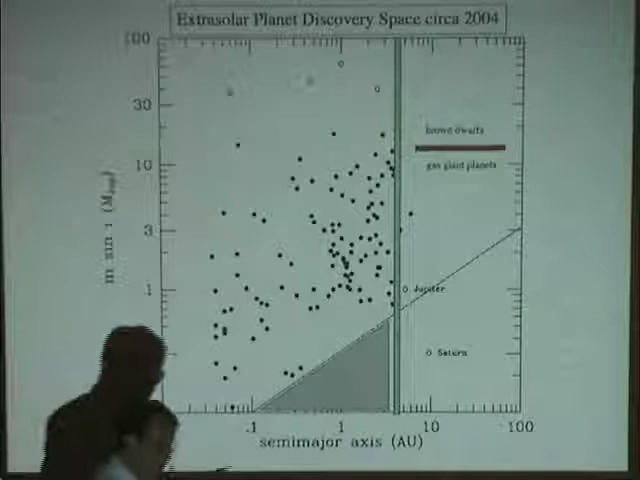 Extrasolar Planet Discovery Space circa 2004
100
30
10
3
1
m sin i (M
brown dwarfs
gas giant planets
Jupiter
Saturn
.1 1 10 100
semimajor axis (AU)